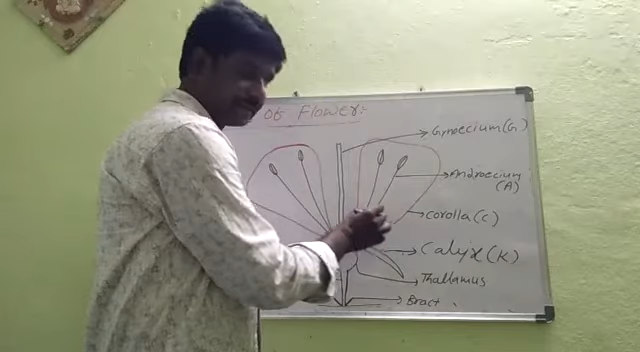 of Flower:-
Gynoecium(G)
Androecium
(A)
Corolla(C)
Calyx(K)
Thallamus
Bract